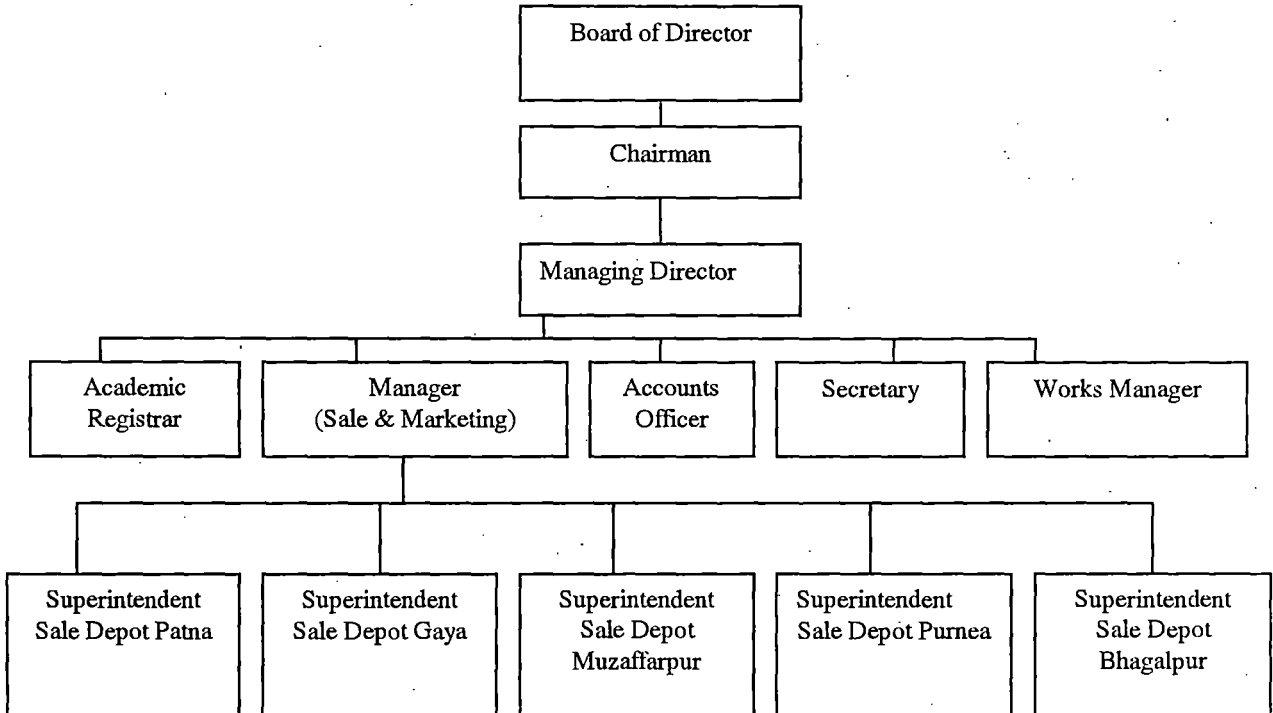 Board of Director
Chairman
Managing Director
Academic
Registrar
Manager
(Sale & Marketing)
Accounts
Officer
Secretary
Works Manager
Superintendent
Sale Depot Patna
Superintendent
Sale Depot Gaya
Superintendent
Sale Depot
Muzaffarpur
Superintendent
Sale Depot Purnea
Superintendent
Sale Depot
Bhagalpur